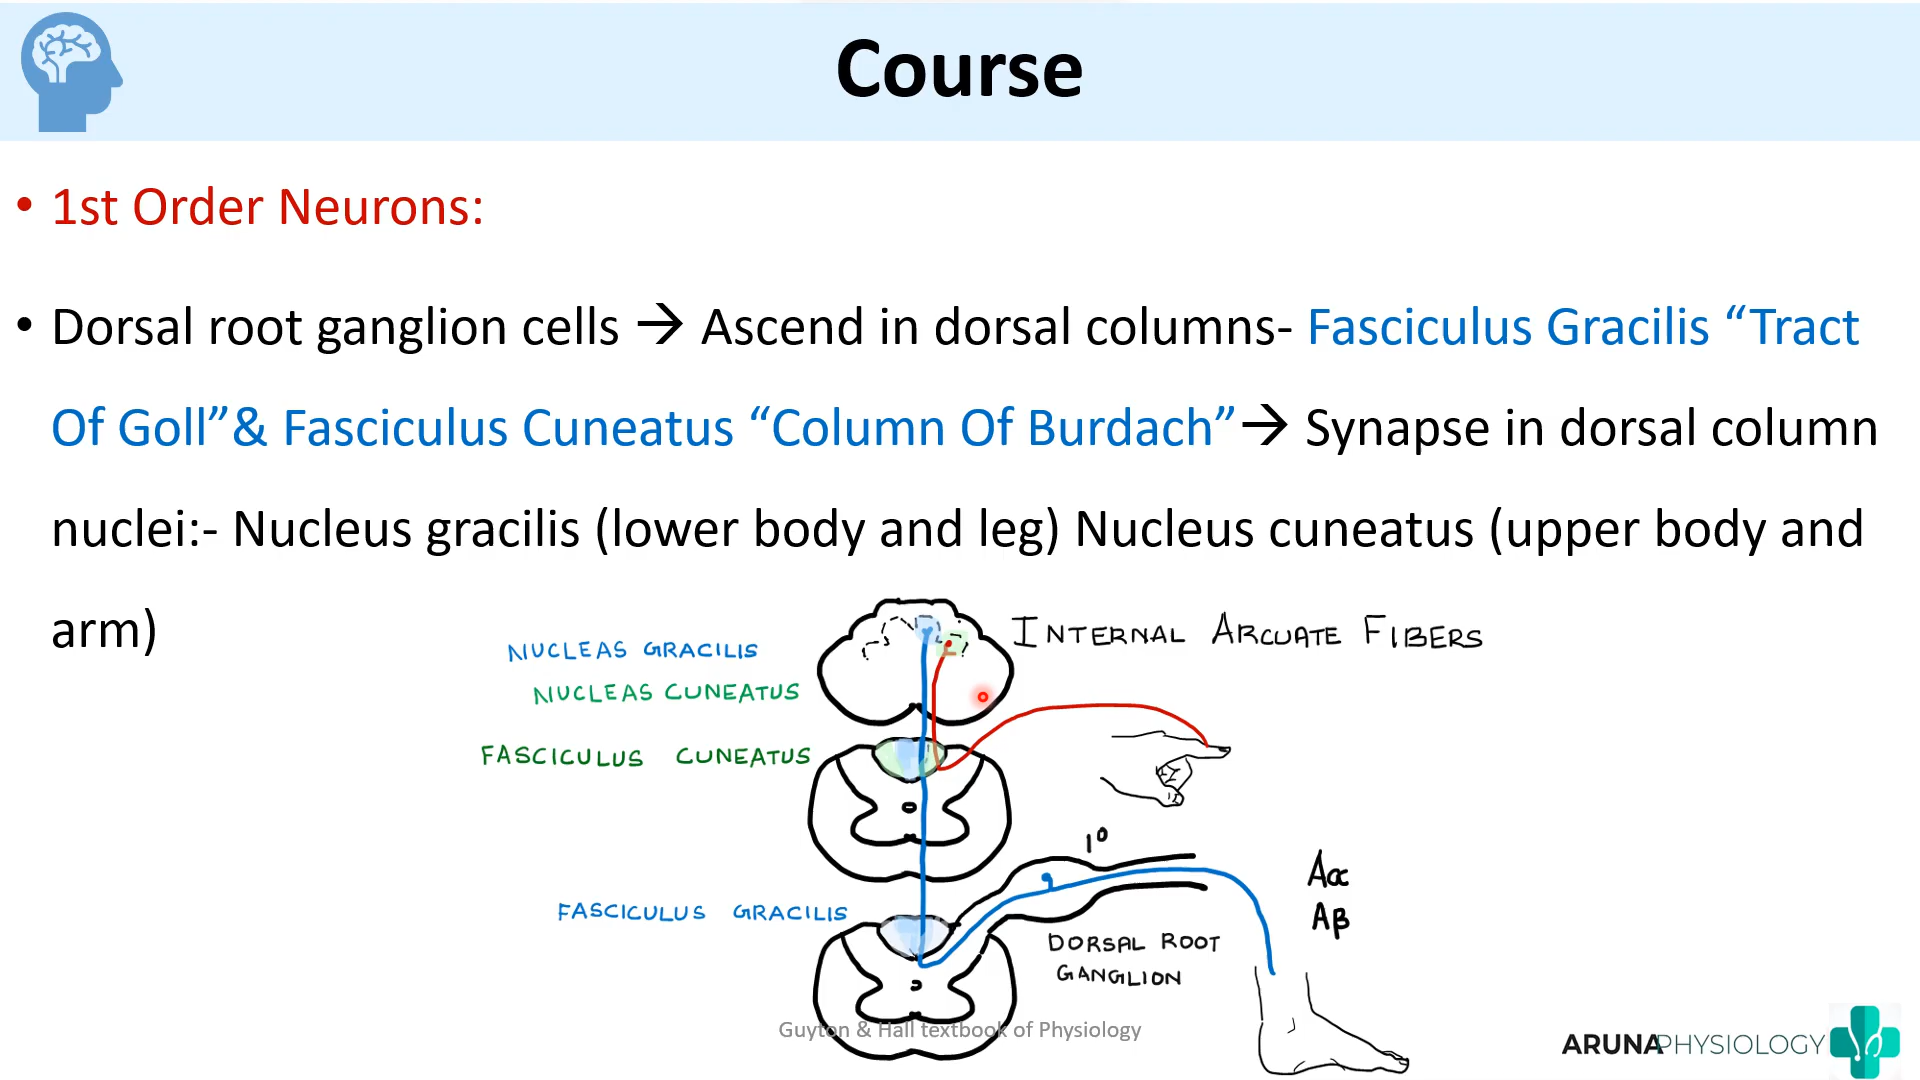 Course
• 1st Order Neurons:
• Dorsal root ganglion cells → Ascend in dorsal columns- Fasciculus Gracilis “Tract
Of Goll”& Fasciculus Cuneatus “Column Of Burdach”→ Synapse in dorsal column
nuclei:- Nucleus gracilis (lower body and leg) Nucleus cuneatus (upper body and
arm)
INTERNAL ARCUATE FIBERS
NUCLEAS GRACILIS
NUCLEAS CUNEATUS
FASCICULUS CUNEATUS
1°
Aα
Aβ
FASCICULUS GRACILIS
DORSAL ROOT
GANGLION
Guyton & Hall textbook of Physiology
ARUNAPHYSIOLOGY